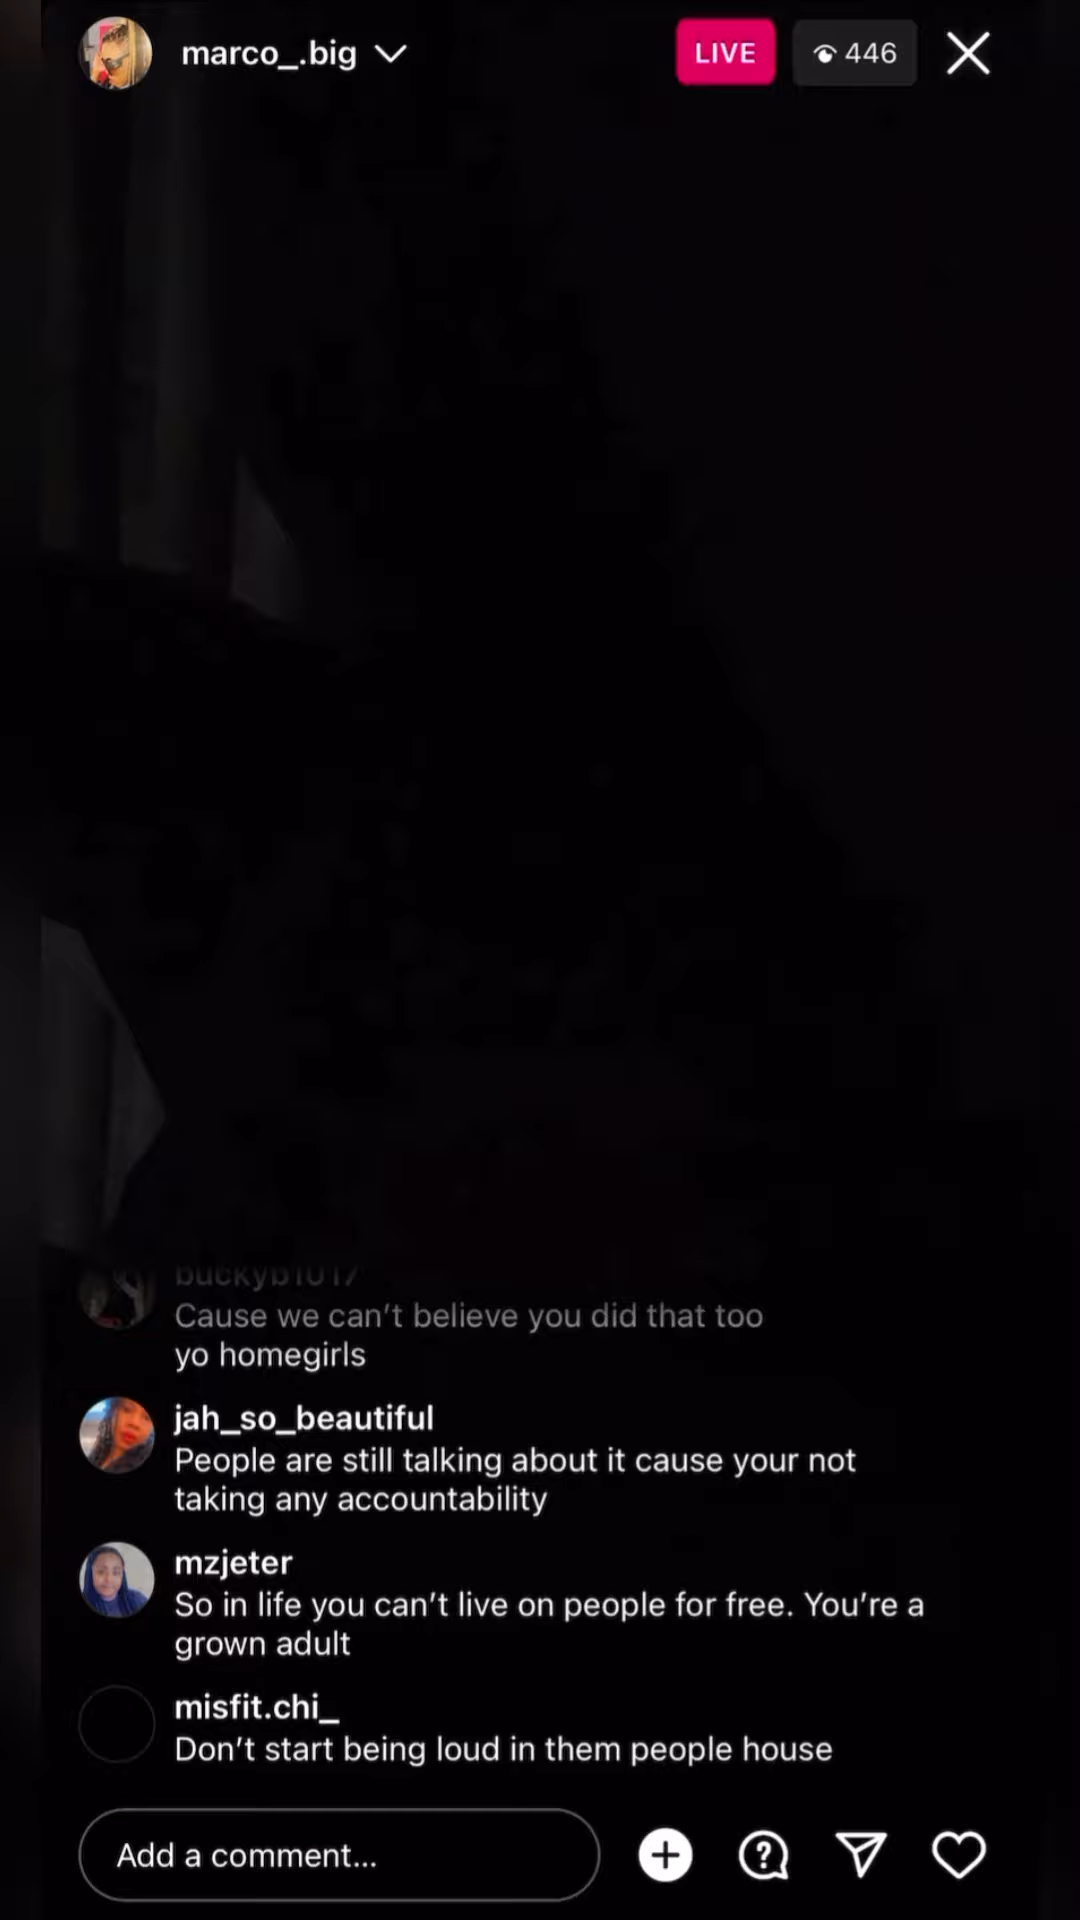 marco_.big
LIVE
446
buckyb1017
Cause we can't believe you did that too
yo homegirls
jah_so_beautiful
People are still talking about it cause your not
taking any accountability
mzjeter
So in life you can't live on people for free. You're a
grown adult
misfit.chi_
Don't start being loud in them people house
Add a comment...